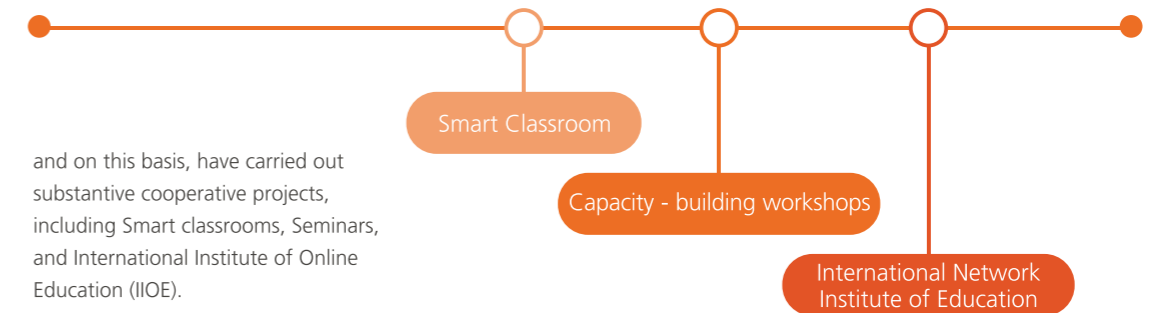 Smart Classroom
and on this basis, have carried out
substantive cooperative projects,
including Smart classrooms, Seminars,
and International Institute of Online
Education (IIOE).
Capacity - building workshops
International Network
Institute of Education